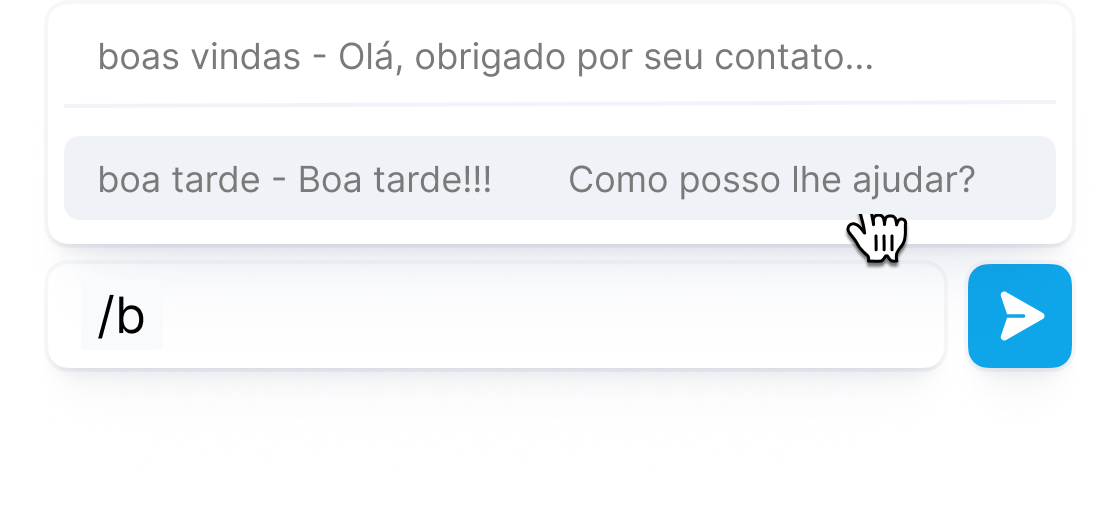 boas vindas - Olá, obrigado por seu contato...
boa tarde - Boa tarde!!! Como posso lhe ajudar?
/b